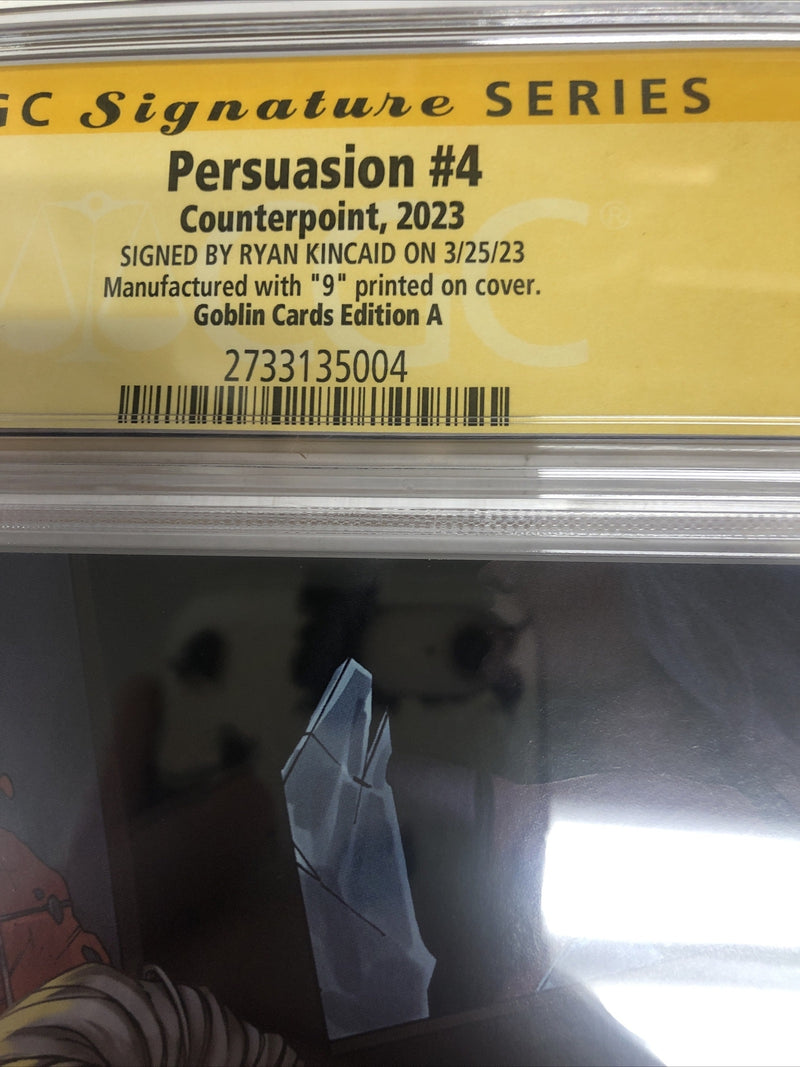 GC Signature SERIES
Persuasion #4
Counterpoint, 2023
SIGNED BY RYAN KINCAID ON 3/25/23
Manufactured with "9" printed on cover.
Goblin Cards Edition A
CGC ®
2733135004